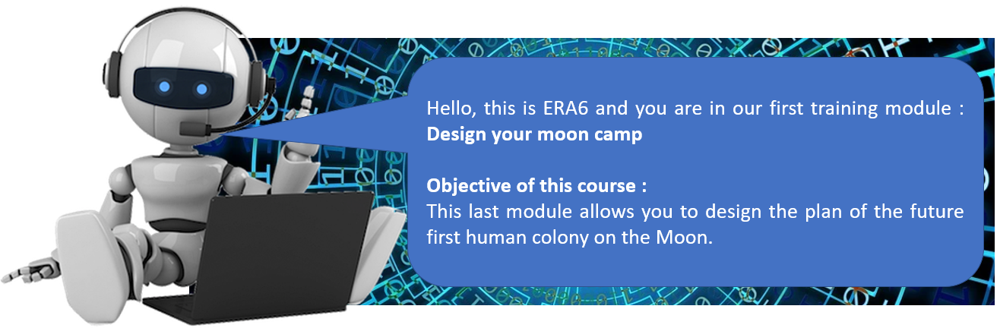 Hello, this is ERA6 and you are in our first training module :
Design your moon camp
Objective of this course :
This last module allows you to design the plan of the future
first human colony on the Moon.